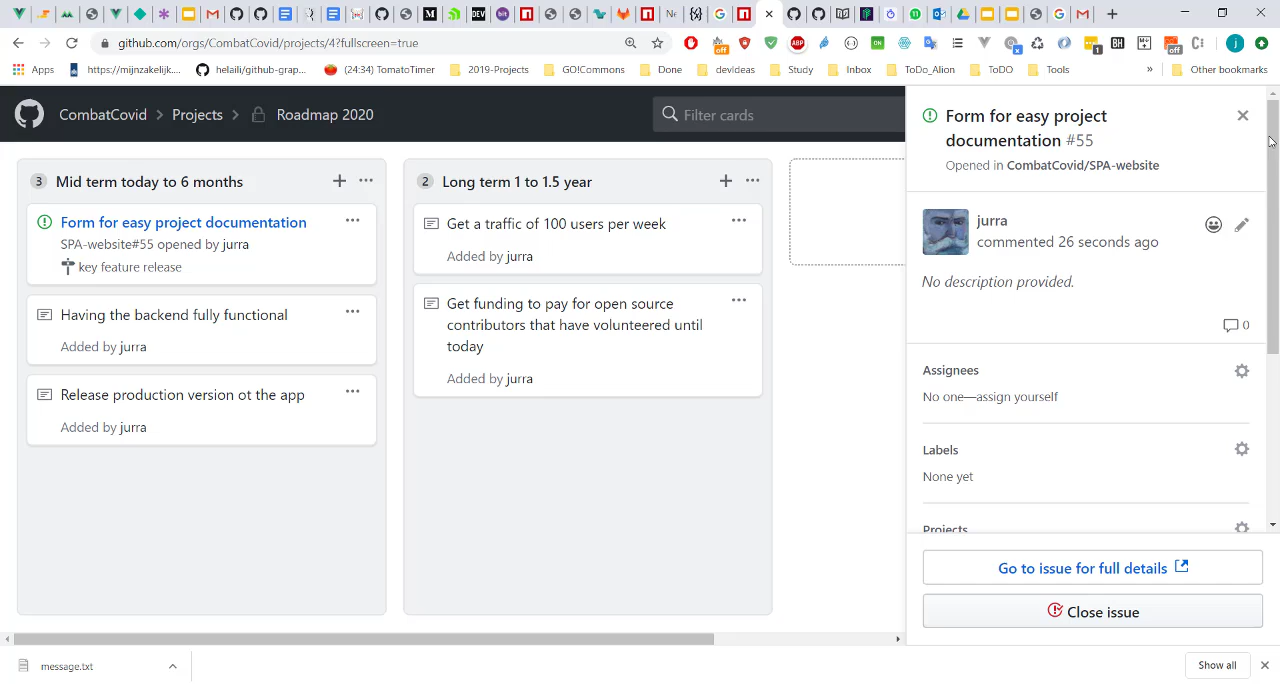 github.com/orgs/CombatCovid/projects/4?fullscreen=true
Apps
https://mijnzakelijk....
helaili/github-grap...
(24:34) TomatoTimer
2019-Projects
GO!Commons
Done
devIdeas
Study
Inbox
ToDo_Alion
ToDO
Tools
»
Other bookmarks
CombatCovid > Projects > Roadmap 2020
Filter cards
3 Mid term today to 6 months
Form for easy project documentation
SPA-website#55 opened by jurra
key feature release
Having the backend fully functional
Added by jurra
Release production version ot the app
Added by jurra
2 Long term 1 to 1.5 year
Get a traffic of 100 users per week
Added by jurra
Get funding to pay for open source
contributors that have volunteered until
today
Added by jurra
Form for easy project
documentation #55
Opened in CombatCovid/SPA-website
jurra
commented 26 seconds ago
No description provided.
0
Assignees
No one—assign yourself
Labels
None yet
Projects
Go to issue for full details
Close issue
message.txt
Show all